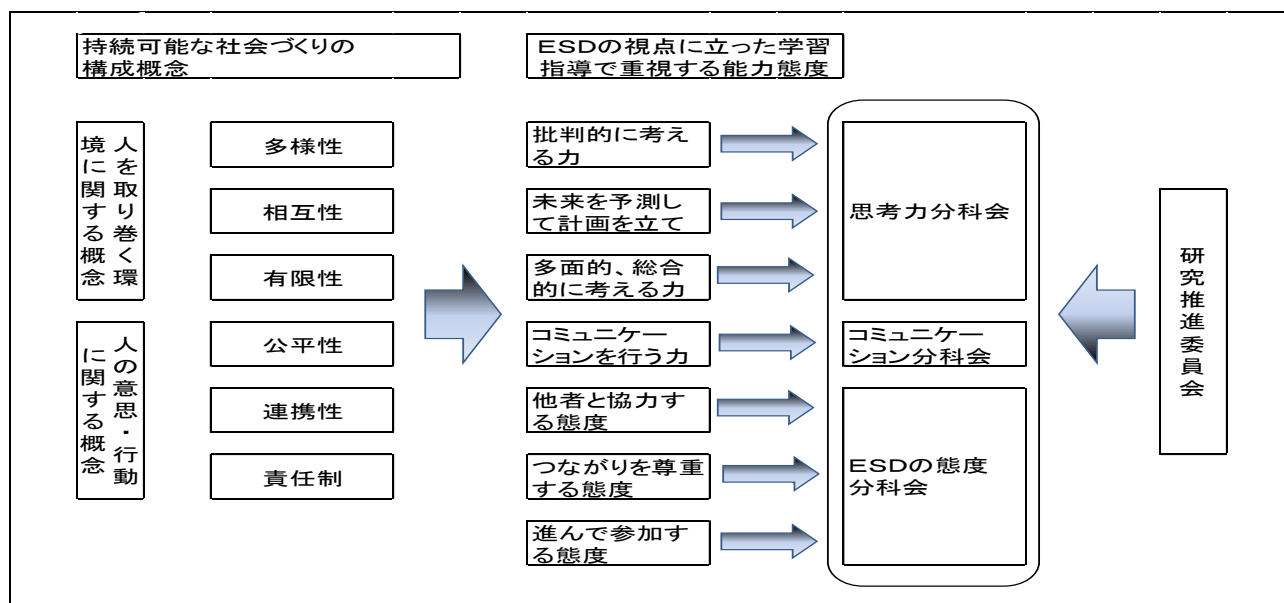 持続可能な社会づくりの
構成概念
ESDの視点に立った学習
指導で重視する能力態度
人を取り巻く環
境に関する概念
多様性
相互性
有限性
人の意思・行動
に関する概念
公平性
連携性
責任制
批判的に考え
る力
未来を予測し
て計画を立て
多面的、総合
的に考える力
コミュニケー
ションを行う力
他者と協力す
る態度
つながりを尊重
する態度
進んで参加す
る態度
思考力分科会
コミュニケー
ション分科会
ESDの態度
分科会
研究推進委員会